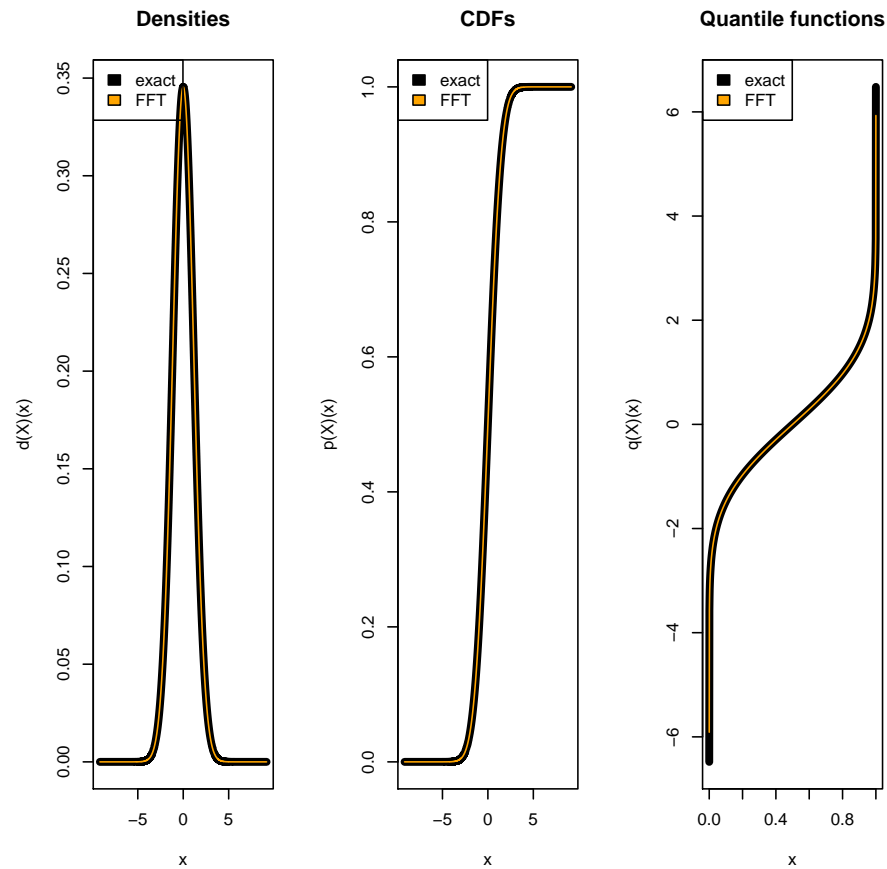 Densities
exact
FFT
0.35
0.30
0.25
0.20
0.15
0.10
0.05
0.00
d(X)(x)
−5 0 5
x
CDFs
exact
FFT
1.0
0.8
0.6
0.4
0.2
0.0
p(X)(x)
−5 0 5
x
Quantile functions
exact
FFT
6
4
2
0
−2
−4
−6
q(X)(x)
0.0 0.4 0.8
x